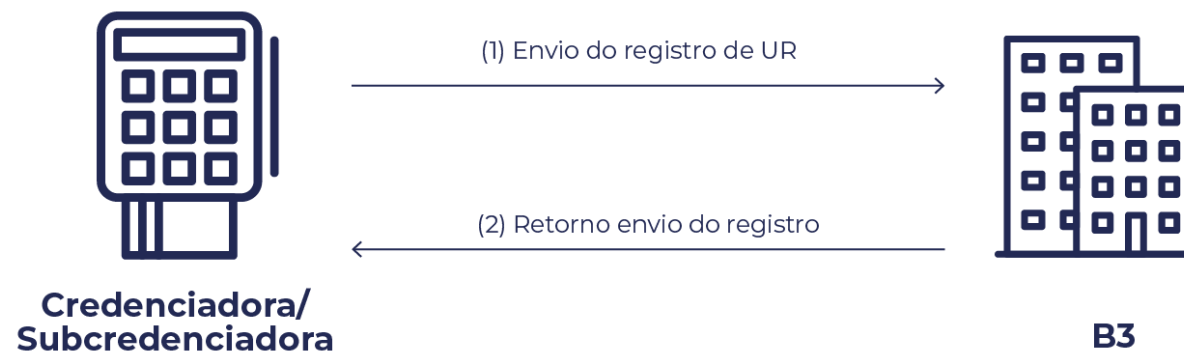 (1) Envio do registro de UR
(2) Retorno envio do registro
Credenciadora/
Subcredenciadora
B3